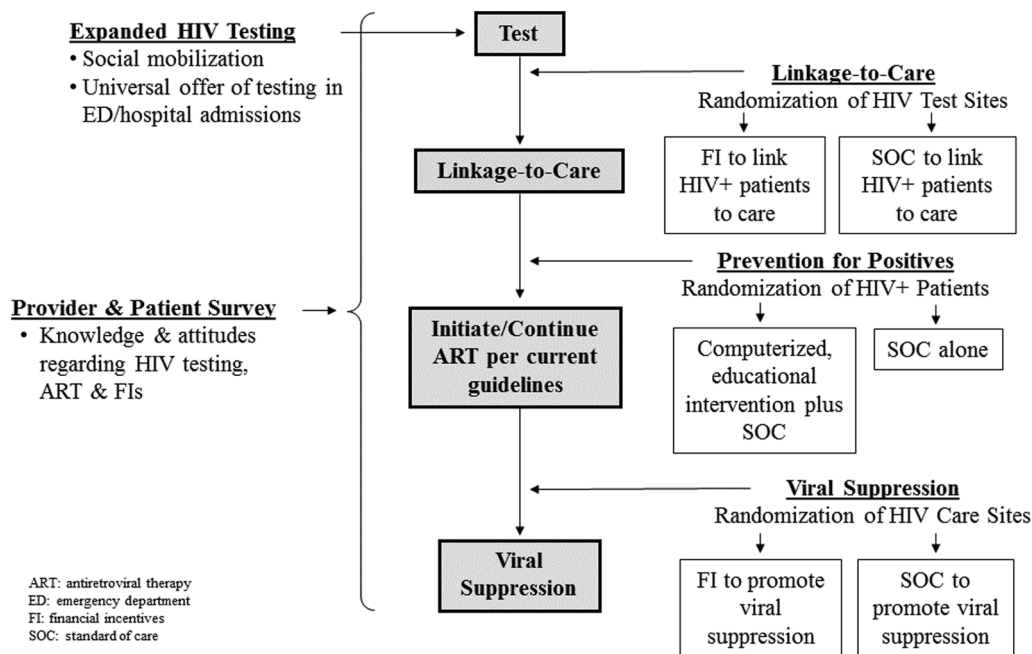 Expanded HIV Testing
• Social mobilization
• Universal offer of testing in
ED/hospital admissions
Test
Linkage-to-Care
Randomization of HIV Test Sites
FI to link
HIV+ patients
to care
SOC to link
HIV+ patients
to care
Linkage-to-Care
Prevention for Positives
Randomization of HIV+ Patients
Computerized,
educational
intervention plus
SOC
SOC alone
Provider & Patient Survey
• Knowledge & attitudes
regarding HIV testing,
ART & FIs
Initiate/Continue
ART per current
guidelines
Viral Suppression
Randomization of HIV Care Sites
FI to promote
viral
suppression
SOC to
promote viral
suppression
Viral
Suppression
ART: antiretroviral therapy
ED: emergency department
FI: financial incentives
SOC: standard of care